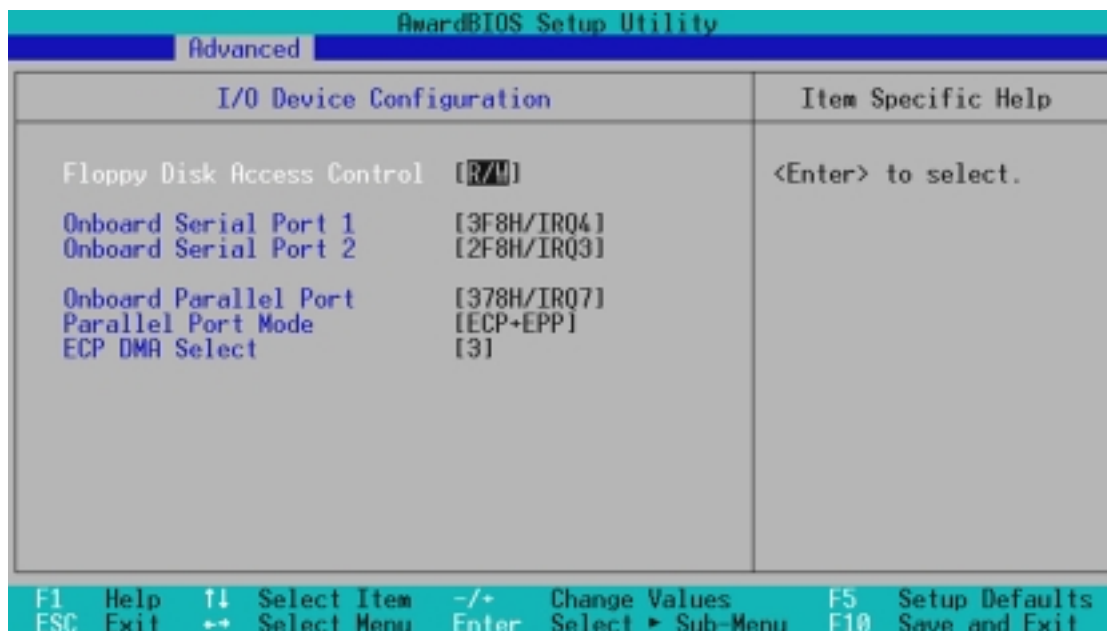 AwardBIOS Setup Utility
Advanced
I/O Device Configuration
Item Specific Help
Floppy Disk Access Control [R/W]
<Enter> to select.
Onboard Serial Port 1 [3F8H/IRQ4]
Onboard Serial Port 2 [2F8H/IRQ3]
Onboard Parallel Port [378H/IRQ7]
Parallel Port Mode [ECP+EPP]
ECP DMA Select [3]
F1 Help ↑↓ Select Item -/+ Change Values F5 Setup Defaults
ESC Exit ←→ Select Menu Enter Select ► Sub-Menu F10 Save and Exit